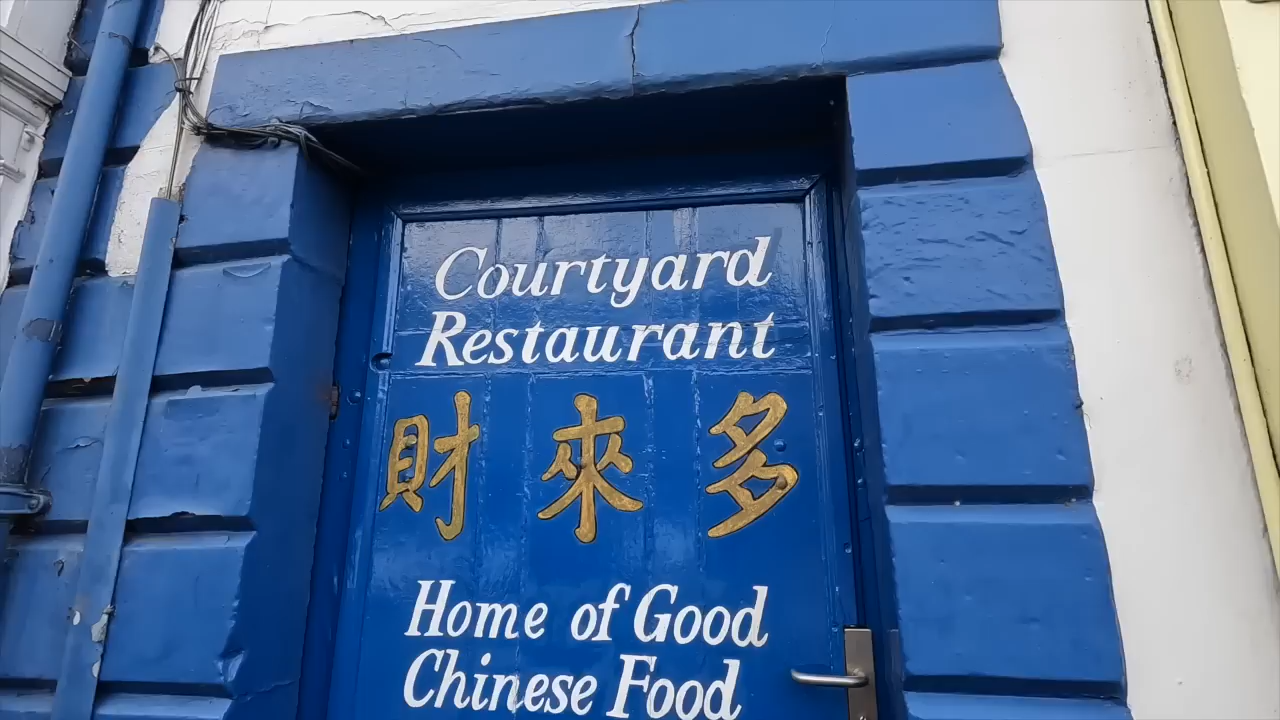 Courtyard
Restaurant
財來多
Home of Good
Chinese Food